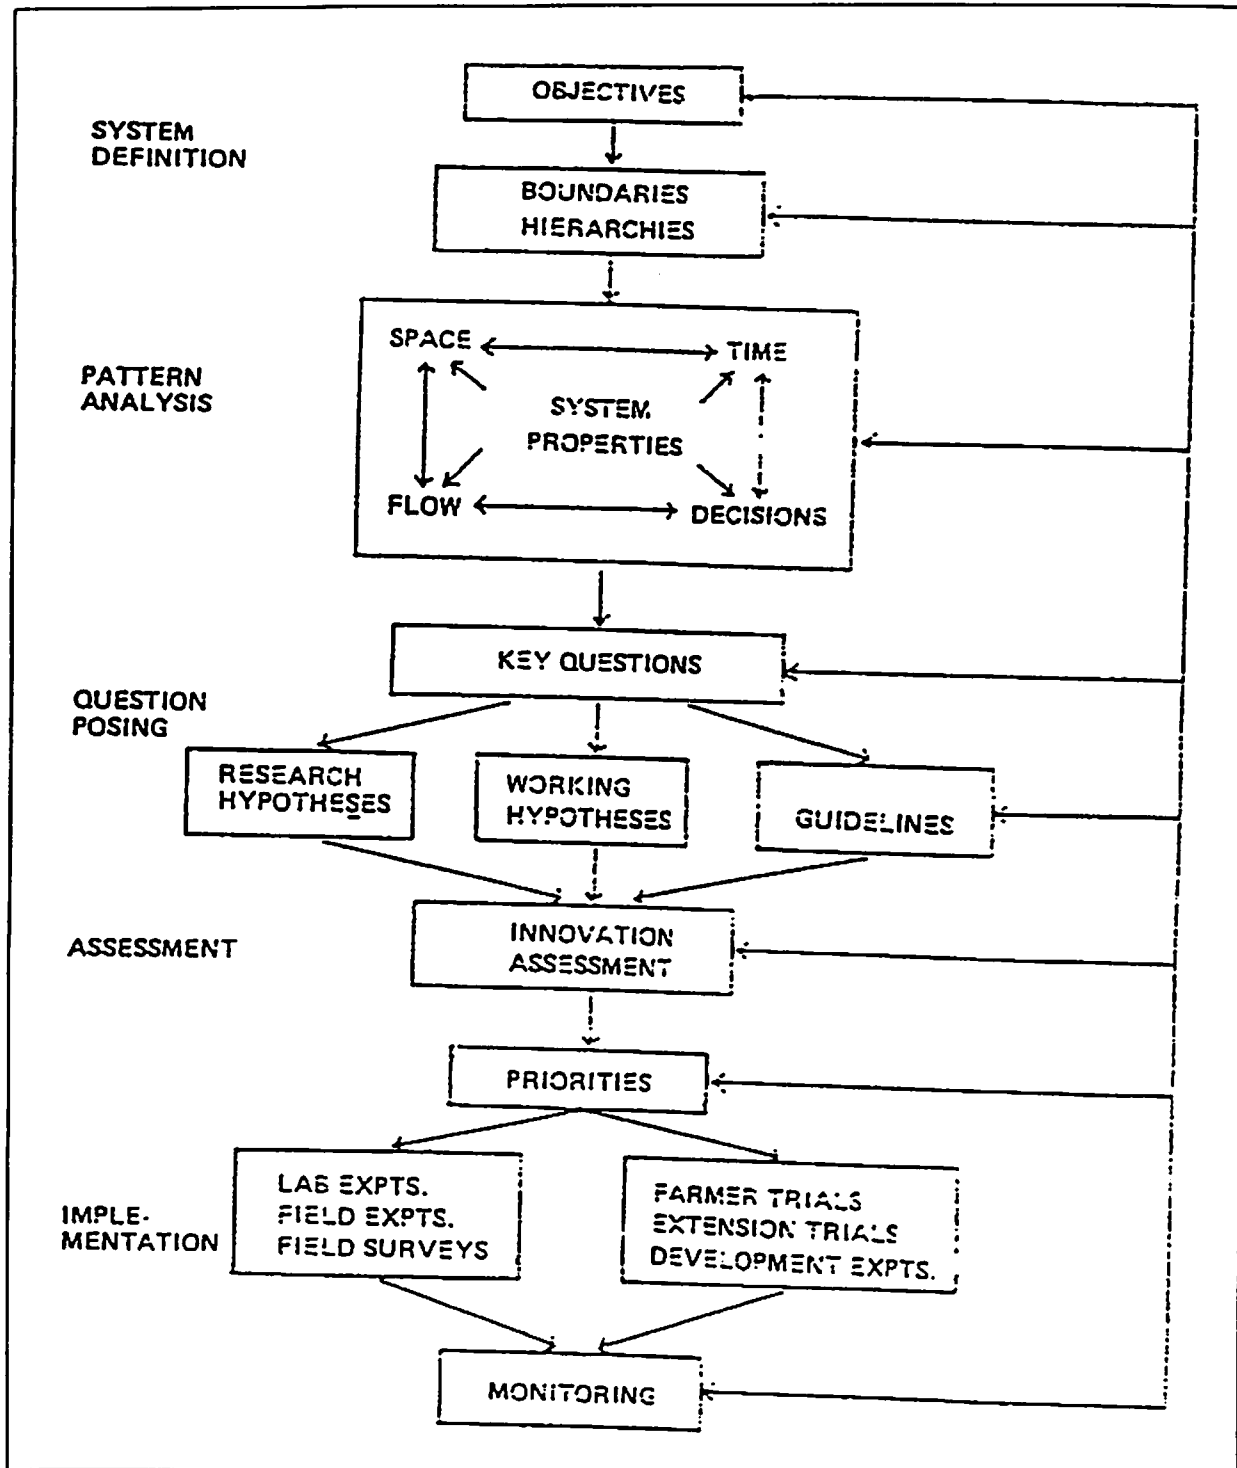 OBJECTIVES
SYSTEM
DEFINITION
BOUNDARIES
HIERARCHIES
SPACE
TIME
PATTERN
ANALYSIS
SYSTEM
PROPERTIES
FLOW
DECISIONS
KEY QUESTIONS
QUESTION
POSING
RESEARCH
HYPOTHESES
WORKING
HYPOTHESES
GUIDELINES
ASSESSMENT
INNOVATION
ASSESSMENT
PRIORITIES
IMPLE-
MENTATION
LAB EXPTS.
FIELD EXPTS.
FIELD SURVEYS
FARMER TRIALS
EXTENSION TRIALS
DEVELOPMENT EXPTS.
MONITORING